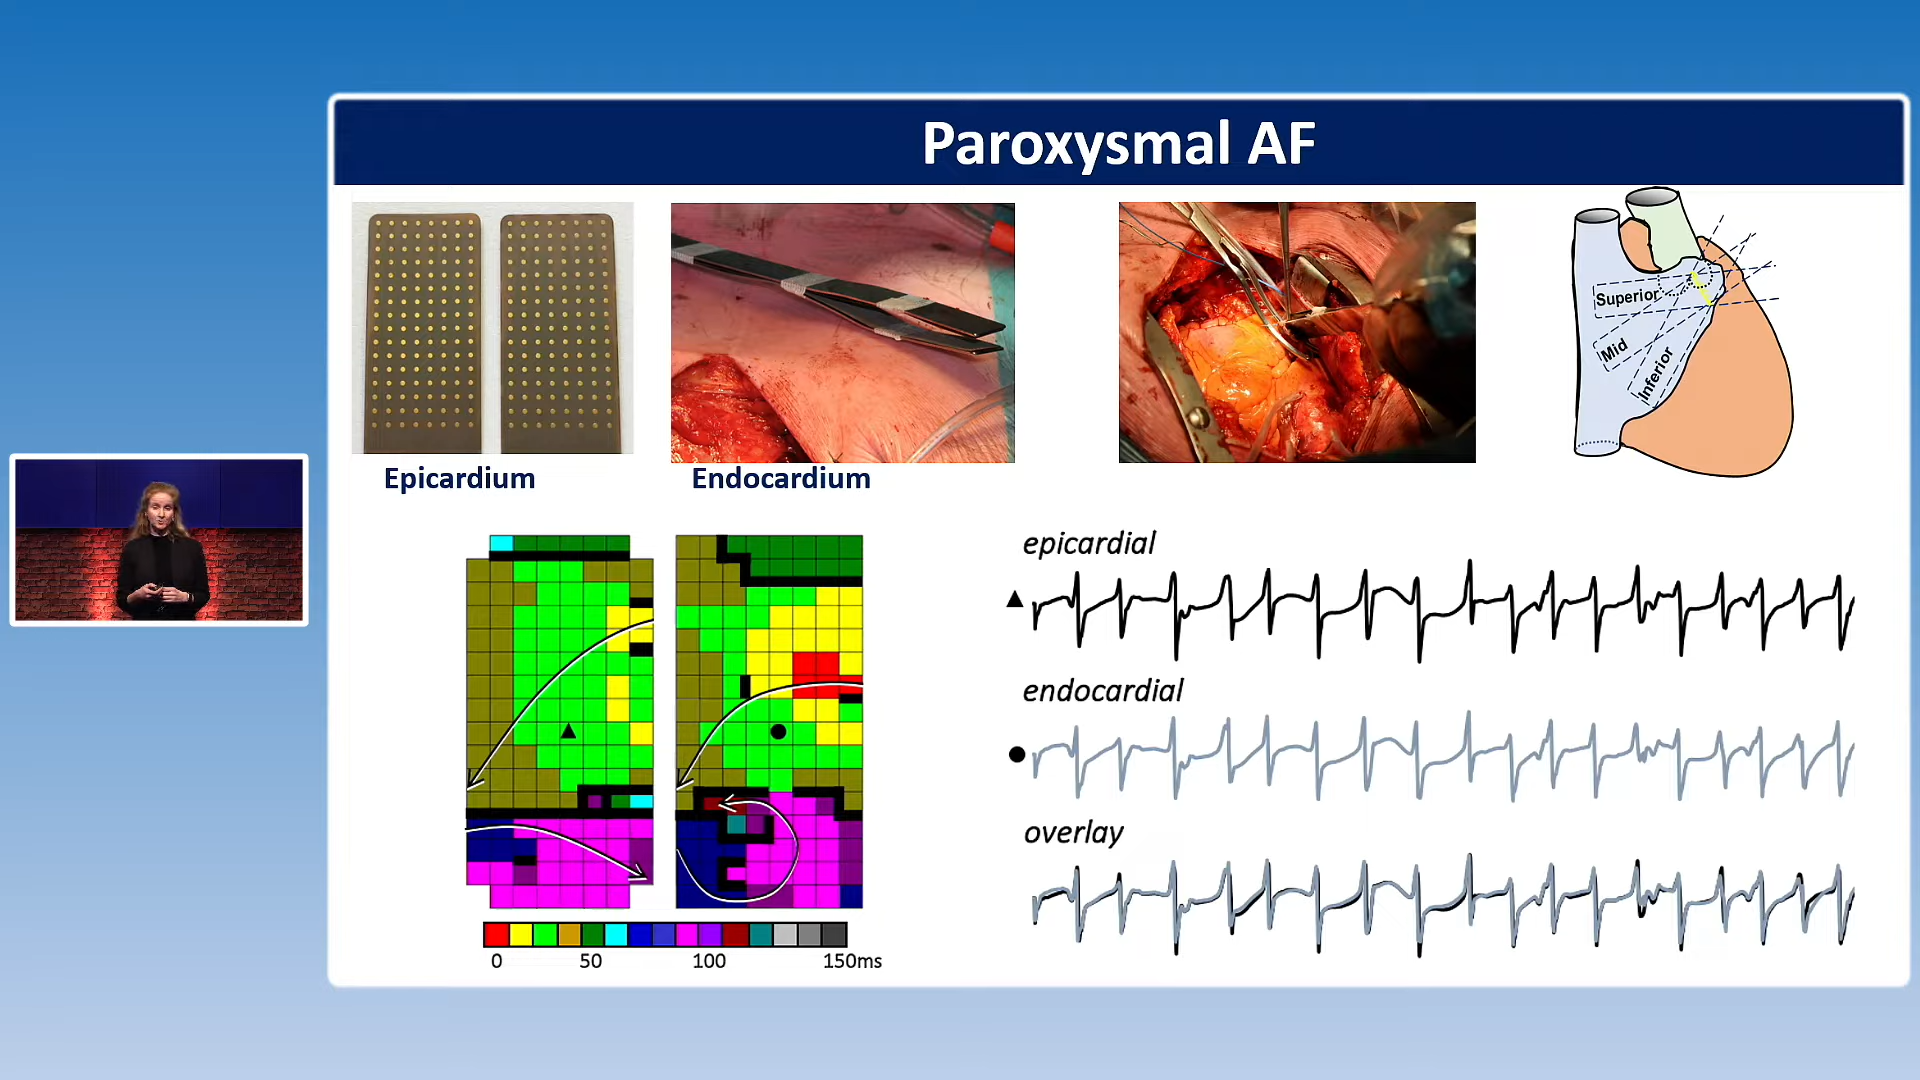 Paroxysmal AF
Superior
Mid
Inferior
Epicardium
Endocardium
epicardial
endocardial
overlay
0 50 100 150ms